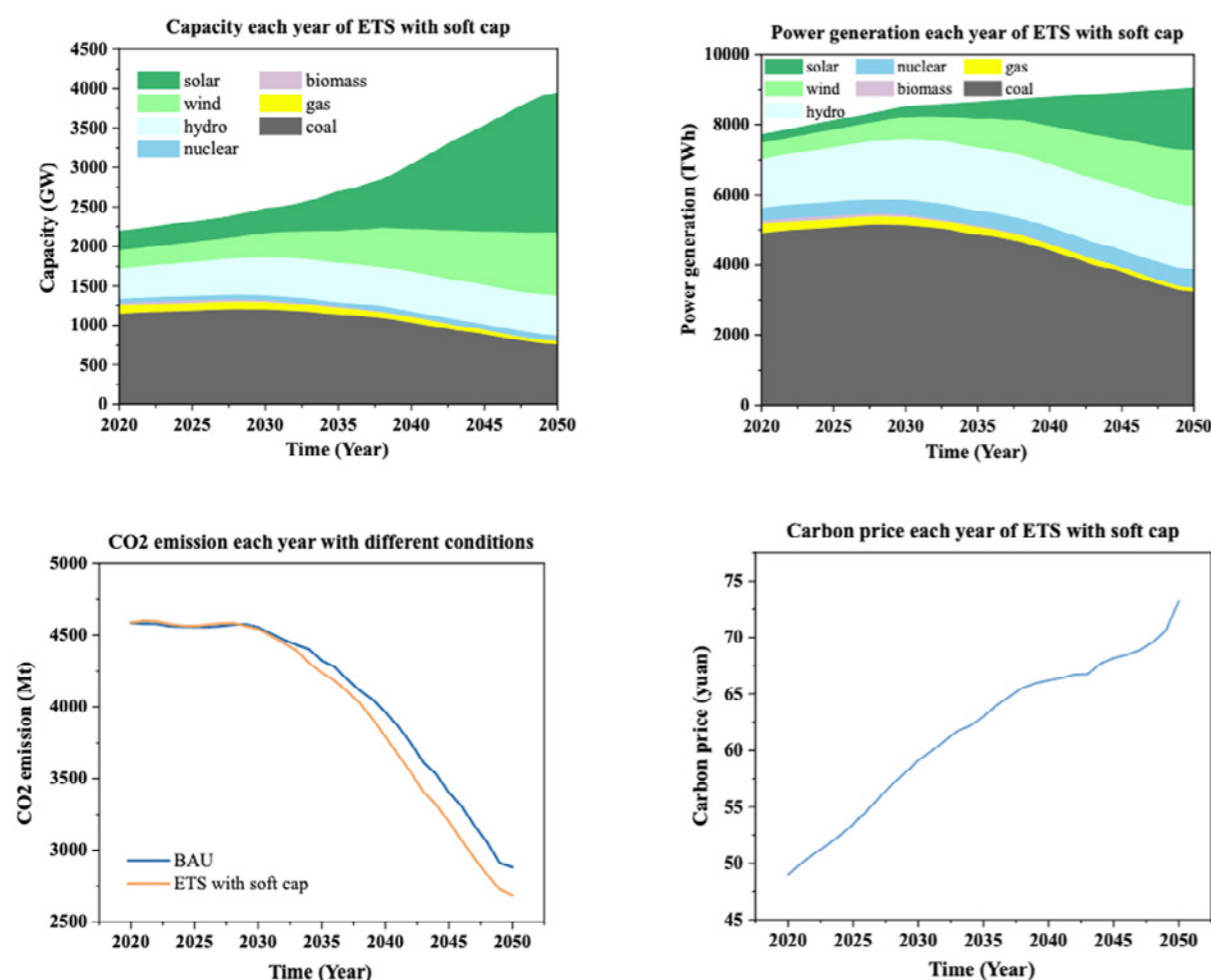 Capacity each year of ETS with soft cap
4500
4000
3500
3000
2500
2000
1500
1000
500
0
Capacity (GW)
solar
wind
hydro
nuclear
biomass
gas
coal
2020 2025 2030 2035 2040 2045 2050
Time (Year)
Power generation each year of ETS with soft cap
10000
8000
6000
4000
2000
0
Power generation (TWh)
solar
wind
hydro
nuclear
biomass
gas
coal
2020 2025 2030 2035 2040 2045 2050
Time (Year)
CO2 emission each year with different conditions
5000
4500
4000
3500
3000
2500
CO2 emission (Mt)
BAU
ETS with soft cap
2020 2025 2030 2035 2040 2045 2050
Time (Year)
Carbon price each year of ETS with soft cap
75
70
65
60
55
50
45
Carbon price (yuan)
2020 2025 2030 2035 2040 2045 2050
Time (Year)